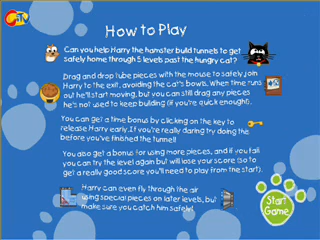 CiTV
How to Play
Can you help Harry the hamster build tunnels to get
safely home through 5 levels past the hungry cat?
Drag and drop tube pieces with the mouse to safely join
Harry to the exit, avoiding the cat's bowls. When time runs
out he'll start moving, but you can still drag any pieces
he's not used to keep building (if you're quick enough!).
You can get a time bonus by clicking on the key to
release Harry early. If you're really daring try doing the
before you've finished the tunnel!
You also get a bonus for using more pieces, and if you fail
you can try the level again but will lose your score (so to
get a really good score you'll need to play from the start).
Harry can even fly through the air
using special pieces on later levels, but
make sure you catch him safely!
Start
Game